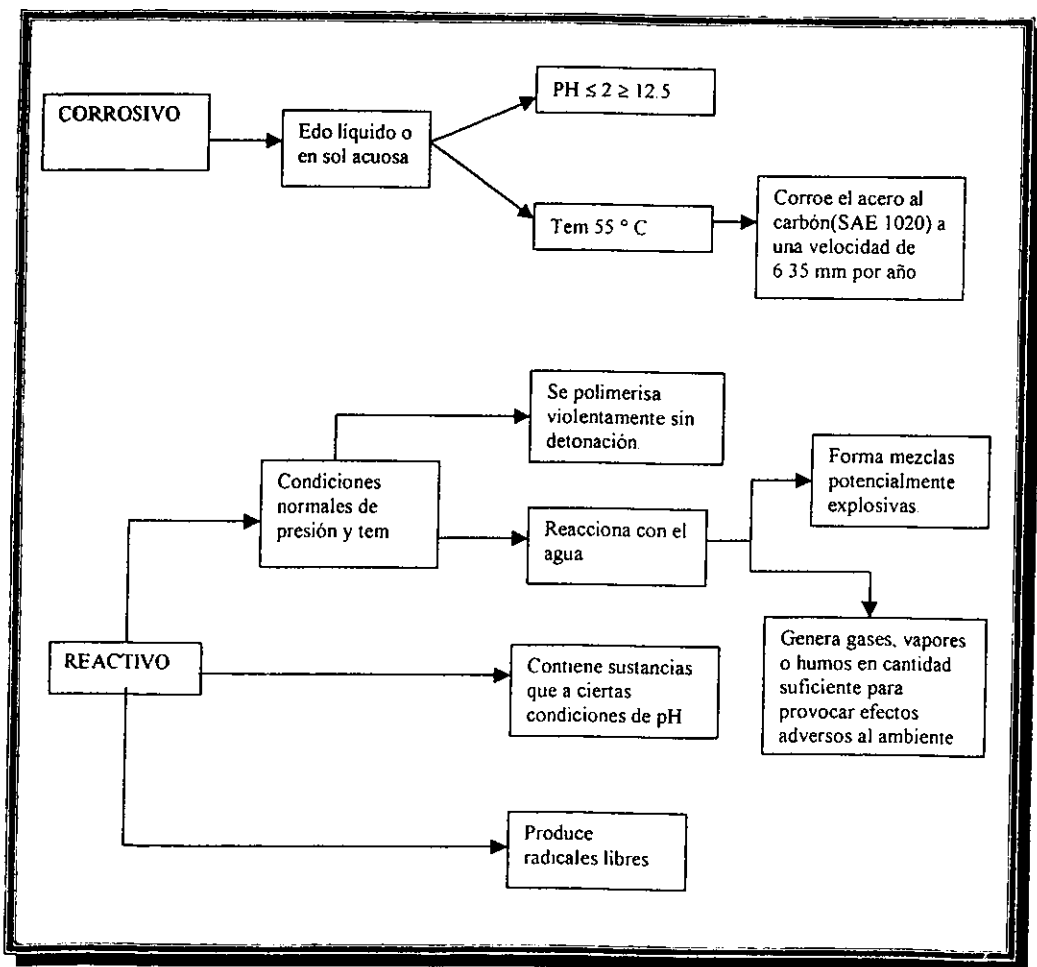 CORROSIVO
Edo líquido o
en sol acuosa
PH ≤ 2 ≥ 12.5
Tem 55 ° C
Corroe el acero al
carbón(SAE 1020) a
una velocidad de
6 35 mm por año
REACTIVO
Condiciones
normales de
presión y tem
Se polimerisa
violentamente sin
detonación.
Reacciona con el
agua
Forma mezclas
potencialmente
explosivas.
Genera gases, vapores
o humos en cantidad
suficiente para
provocar efectos
adversos al ambiente
Contiene sustancias
que a ciertas
condiciones de pH
Produce
radicales libres